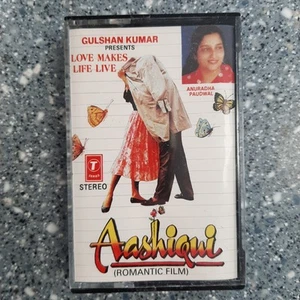 GULSHAN KUMAR
PRESENTS
LOVE MAKES
LIFE LIVE
ANURADHA
PAUDWAL
T
STEREO
Aashiqui
(ROMANTIC FILM)